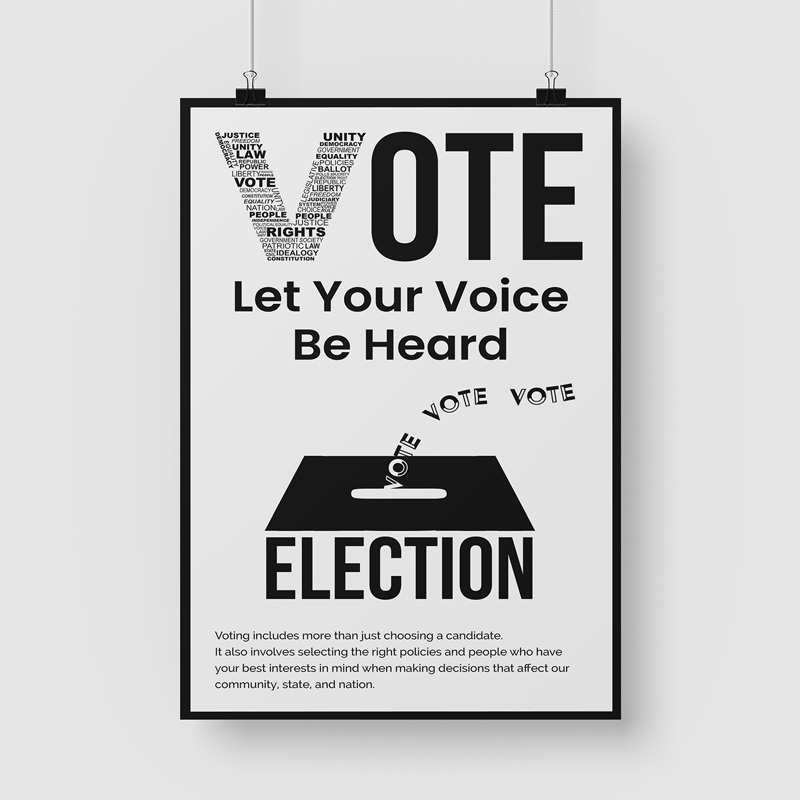 JUSTICE
FREEDOM
UNITY
LAW
REPUBLIC
POWER
LIBERTY
VOTE
DEMOCRACY
CONSTITUTION
EQUALITY
NATION
PEOPLE
INDEPENDENCE
POLITICAL EQUALITY
RIGHTS
GOVERNMENT SOCIETY
PATRIOTIC LAW
IDEALOGY
CONSTITUTION
UNITY
DEMOCRACY
GOVERNMENT
EQUALITY
POLICIES
BALLOT
REPUBLIC
LIBERTY
FREEDOM
JUDICIARY
SYSTEM
CHOICE
PEOPLE
JUSTICE
VOTE
Let Your Voice
Be Heard
VOTE VOTE VOTE
ELECTION
Voting includes more than just choosing a candidate.
It also involves selecting the right policies and people who have
your best interests in mind when making decisions that affect our
community, state, and nation.